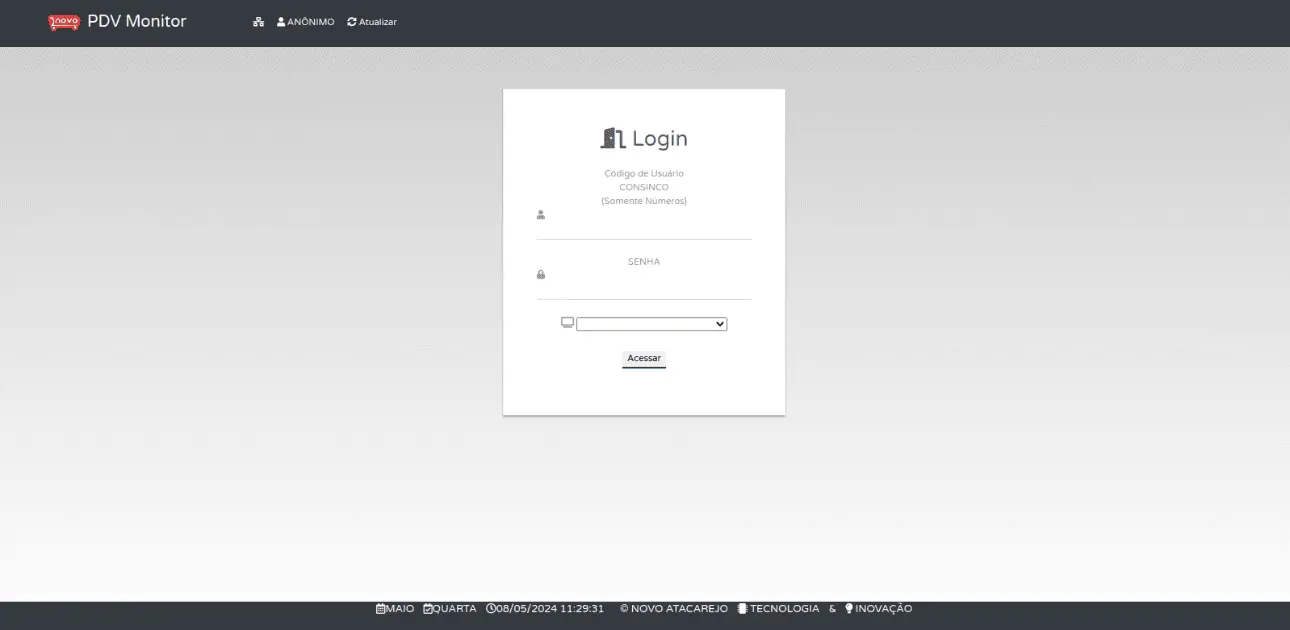 novo PDV Monitor ANÔNIMO Atualizar
Login
Código de Usuário
CONSINCO
(Somente Números)
SENHA
Acessar
MAIO QUARTA 08/05/2024 11:29:31 © NOVO ATACAREJO TECNOLOGIA & INOVAÇÃO